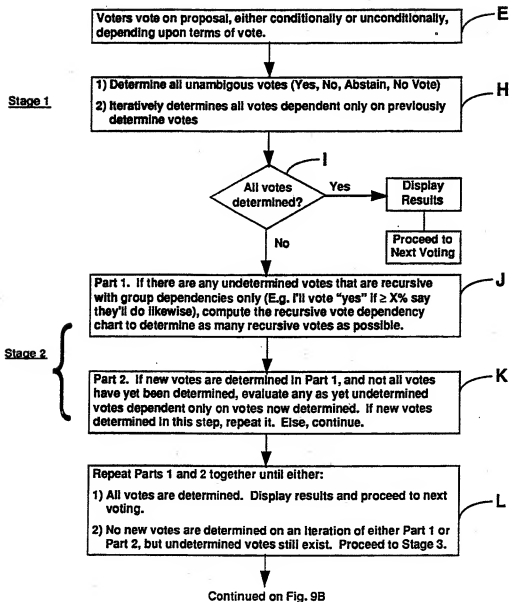 Voters vote on proposal, either conditionally or unconditionally,
depending upon terms of vote.
E
Stage 1
1) Determine all unambigous votes (Yes, No, Abstain, No Vote)
2) Iteratively determines all votes dependent only on previously
determine votes
H
I
All votes
determined?
Yes
Display
Results
Proceed to
Next Voting
No
Part 1. If there are any undetermined votes that are recursive
with group dependencies only (E.g. I'll vote "yes" if ≥ X% say
they'll do likewise), compute the recursive vote dependency
chart to determine as many recursive votes as possible.
J
Stage 2
Part 2. If new votes are determined in Part 1, and not all votes
have yet been determined, evaluate any as yet undetermined
votes dependent only on votes now determined. If new votes
determined in this step, repeat it. Else, continue.
K
Repeat Parts 1 and 2 together until either:
1) All votes are determined. Display results and proceed to next
voting.
2) No new votes are determined on an iteration of either Part 1 or
Part 2, but undetermined votes still exist. Proceed to Stage 3.
L
Continued on Fig. 9B